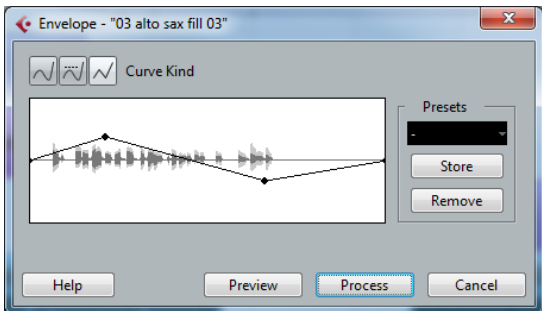 Envelope - "03 alto sax fill 03"
Curve Kind
Presets
-
Store
Remove
Help
Preview
Process
Cancel